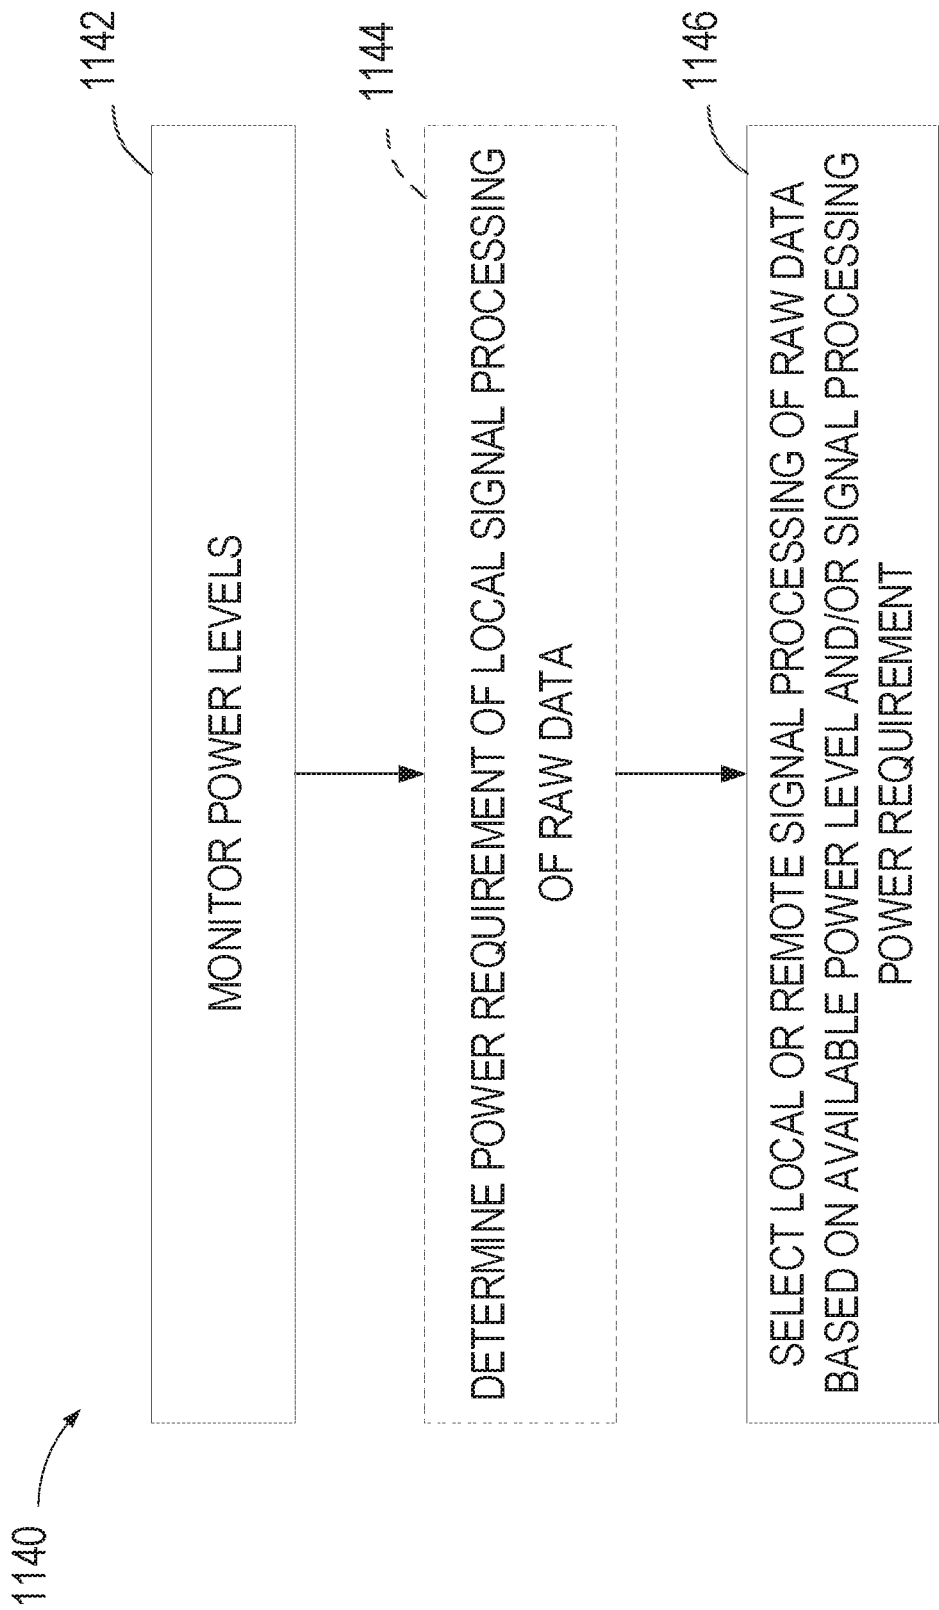 1140
1142
MONITOR POWER LEVELS
1144
DETERMINE POWER REQUIREMENT OF LOCAL SIGNAL PROCESSING
OF RAW DATA
1146
SELECT LOCAL OR REMOTE SIGNAL PROCESSING OF RAW DATA
BASED ON AVAILABLE POWER LEVEL AND/OR SIGNAL PROCESSING
POWER REQUIREMENT